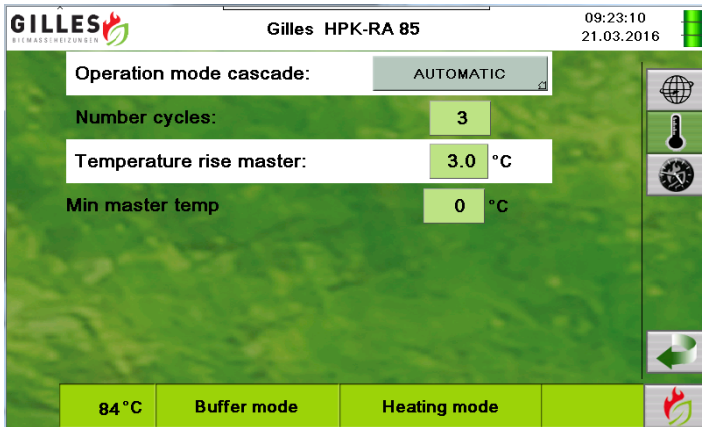 GILLES
BIOMASSEHEIZUNGEN
Gilles HPK-RA 85
09:23:10
21.03.2016
Operation mode cascade: AUTOMATIC
Number cycles: 3
Temperature rise master: 3.0 °C
Min master temp 0 °C
84°C Buffer mode Heating mode